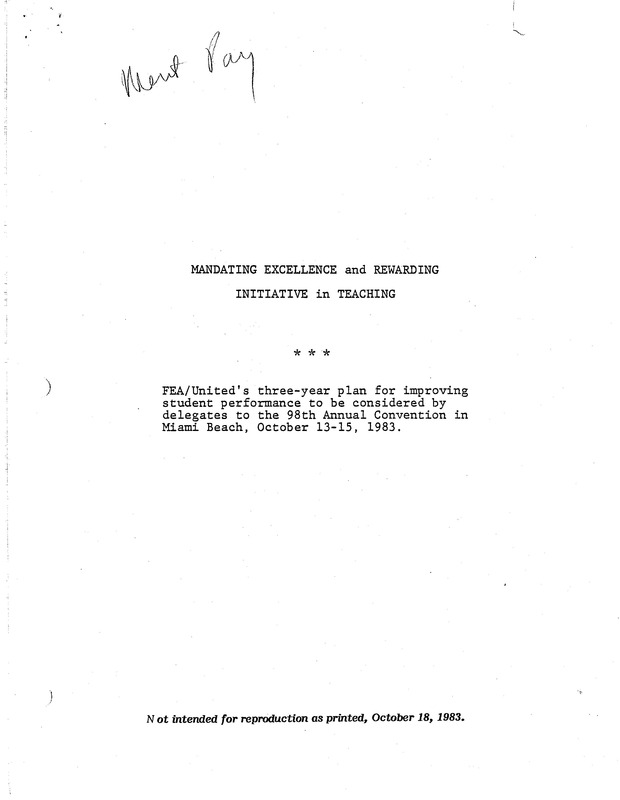 Merit Pay
MANDATING EXCELLENCE and REWARDING
INITIATIVE in TEACHING
* * *
FEA/United's three-year plan for improving
student performance to be considered by
delegates to the 98th Annual Convention in
Miami Beach, October 13-15, 1983.
N ot intended for reproduction as printed, October 18, 1983.